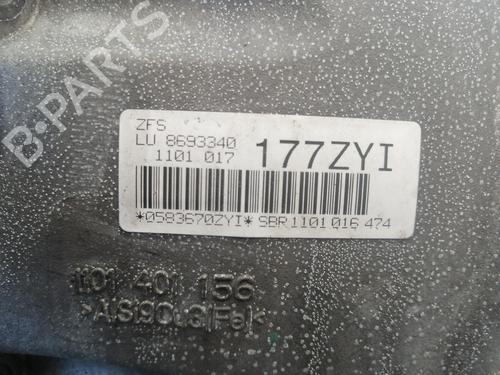 B-PARTS
ZFS
LU 8693340
1101 017
177ZYI
*0583670ZYI* SBR1101016 474
1101 401 156
>AlSi9Cu3(Fe)<